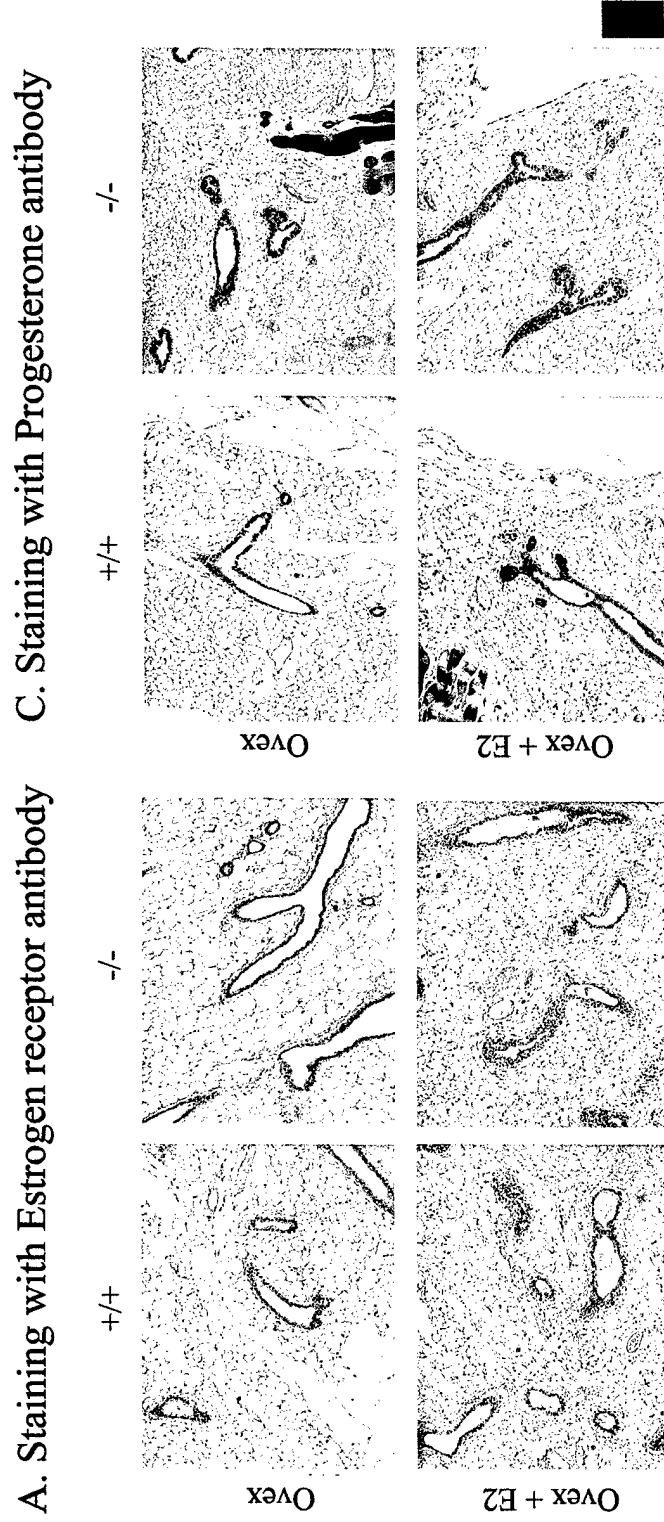 A. Staining with Estrogen receptor antibody
+/+
-/-
Ovex
Ovex + E2
C. Staining with Progesterone antibody
+/+
-/-
Ovex
Ovex + E2